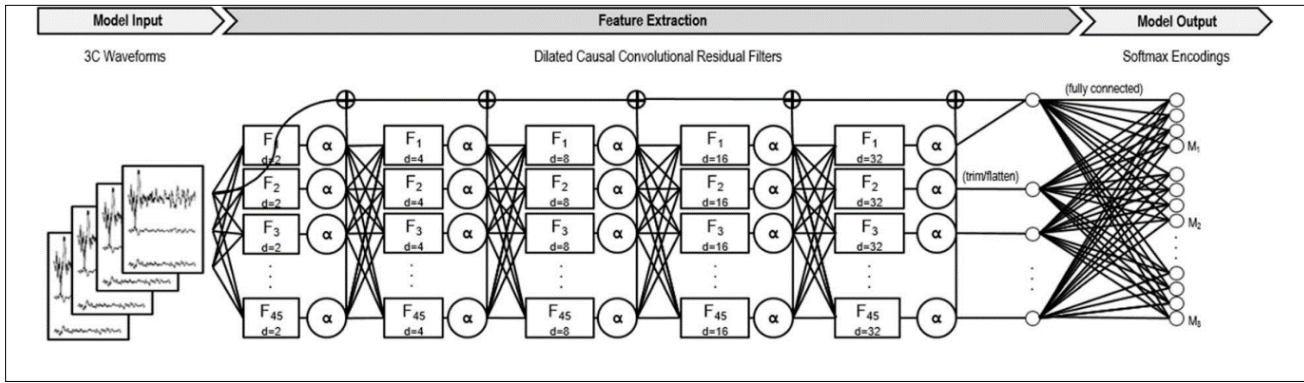 Model Input Feature Extraction Model Output
3C Waveforms Dilated Causal Convolutional Residual Filters Softmax Encodings
(fully connected)
F1 α F1 α F1 α F1 α F1 α
d=2 d=4 d=8 d=16 d=32
M1
(trim/flatten)
F2 α F2 α F2 α F2 α F2 α
d=2 d=4 d=8 d=16 d=32
F3 α F3 α F3 α F3 α F3 α
d=2 d=4 d=8 d=16 d=32
M2
F45 α F45 α F45 α F45 α F45 α
d=2 d=4 d=8 d=16 d=32